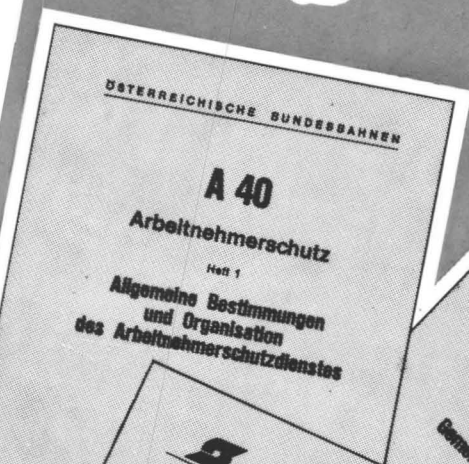 ÖSTERREICHISCHE BUNDESBAHNEN
A 40
Arbeitnehmerschutz
Heft 1
Allgemeine Bestimmungen
und Organisation
des Arbeitnehmerschutzdienstes